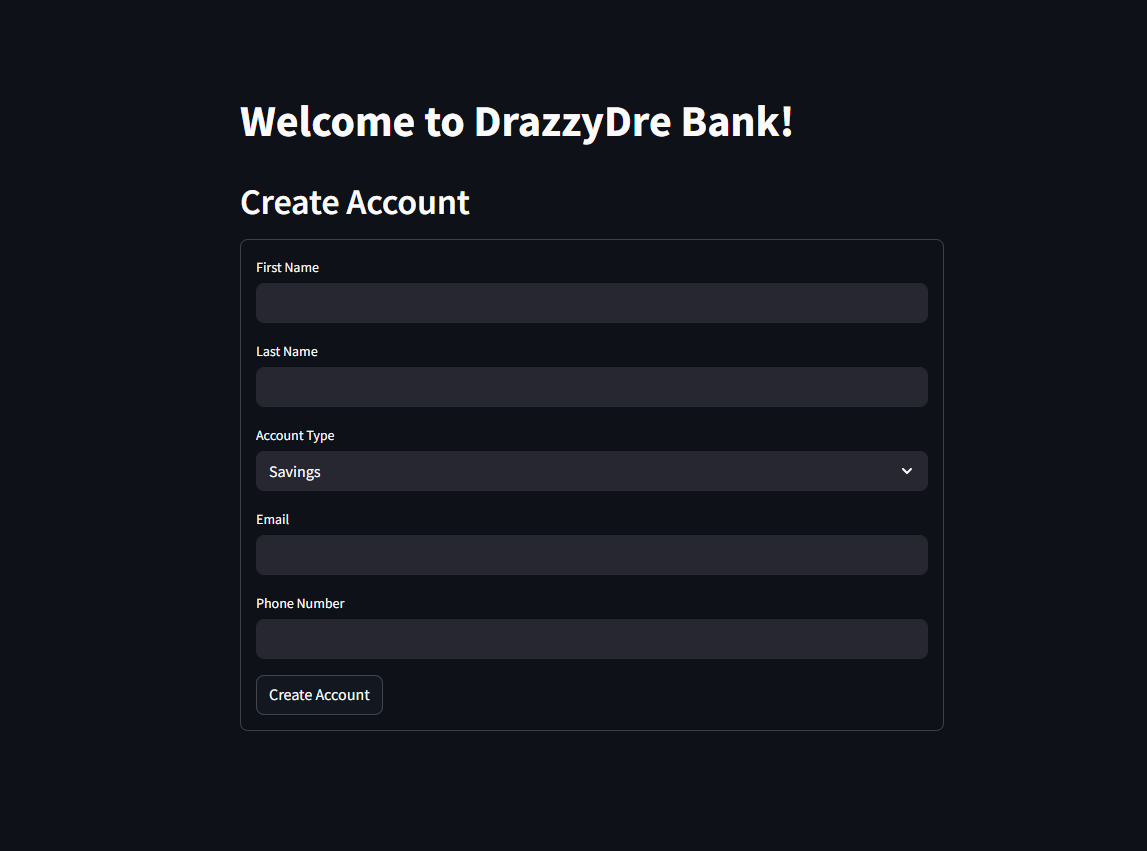 Welcome to DrazzyDre Bank!
Create Account
First Name
Last Name
Account Type
Savings
Email
Phone Number
Create Account